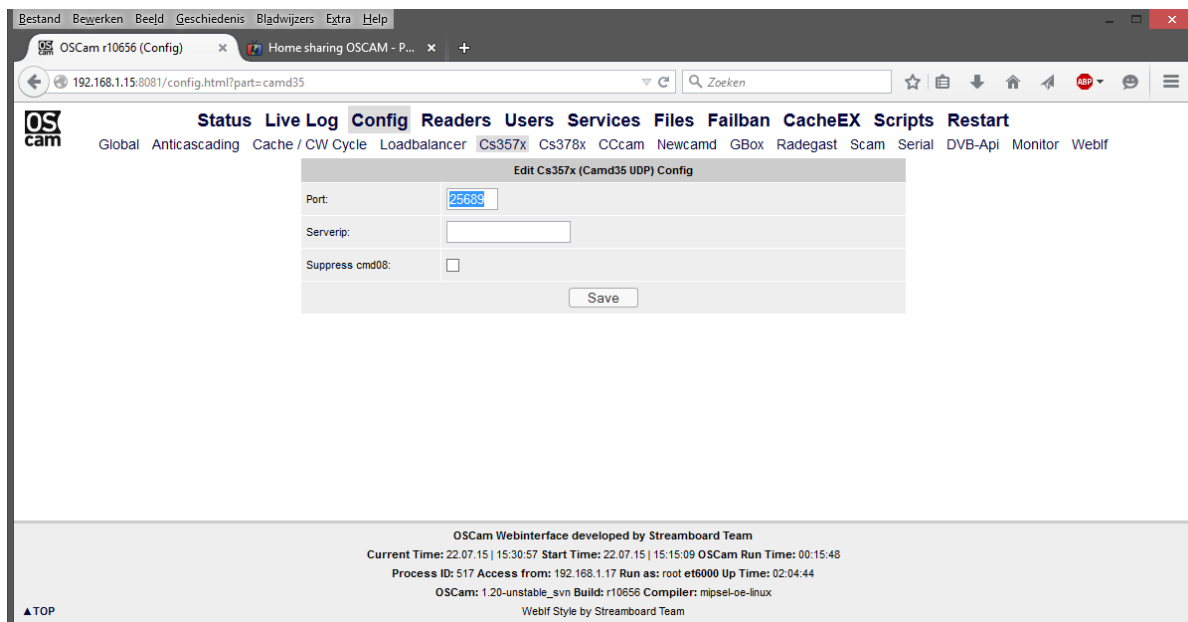 Bestand Bewerken Beeld Geschiedenis Bladwijzers Extra Help
OSCam r10656 (Config) × Home sharing OSCAM - P... × +
192.168.1.15:8081/config.html?part=camd35 Zoeken ABP
OScam
Status Live Log Config Readers Users Services Files Failban CacheEX Scripts Restart
Global Anticascading Cache / CW Cycle Loadbalancer Cs357x Cs378x CCcam Newcamd GBox Radegast Scam Serial DVB-Api Monitor WebIf
Edit Cs357x (Camd35 UDP) Config
Port: 25689
Serverip:
Suppress cmd08:
Save
OSCam Webinterface developed by Streamboard Team
Current Time: 22.07.15 | 15:30:57 Start Time: 22.07.15 | 15:15:09 OSCam Run Time: 00:15:48
Process ID: 517 Access from: 192.168.1.17 Run as: root et6000 Up Time: 02:04:44
OSCam: 1.20-unstable_svn Build: r10656 Compiler: mipsel-oe-linux
▲TOP WebIf Style by Streamboard Team